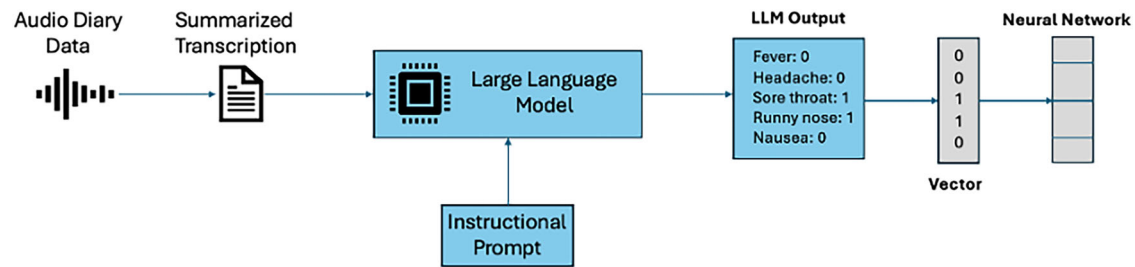 Audio Diary
Data
Summarized
Transcription
Large Language
Model
Instructional
Prompt
LLM Output
Fever: 0
Headache: 0
Sore throat: 1
Runny nose: 1
Nausea: 0
0
0
1
1
0
Vector
Neural Network